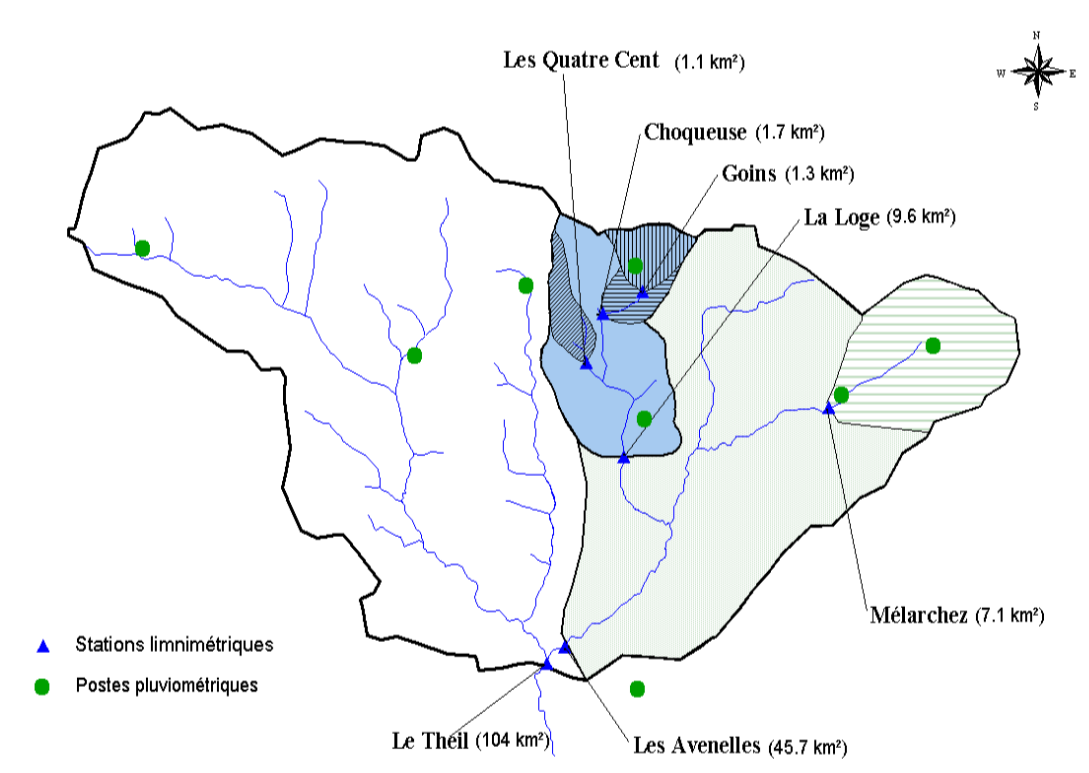 N
W E
S
Les Quatre Cent (1.1 km²)
Choqueuse (1.7 km²)
Goins (1.3 km²)
La Loge (9.6 km²)
Mélarchez (7.1 km²)
Stations limnimétriques
Postes pluviométriques
Le Theil (104 km²)
Les Avenelles (45.7 km²)